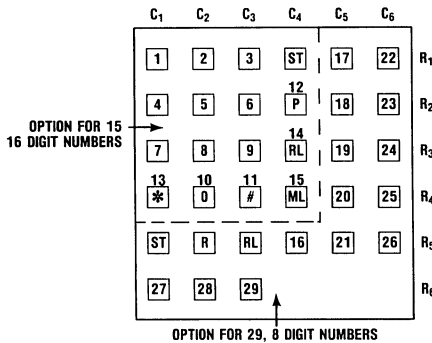 C1 C2 C3 C4 C5 C6
1 2 3 ST 17 22 R1
12
4 5 6 P 18 23 R2
OPTION FOR 15
16 DIGIT NUMBERS
14
7 8 9 RL 19 24 R3
13 10 11 15
* 0 # ML 20 25 R4
ST R RL 16 21 26 R5
27 28 29 R6
OPTION FOR 29, 8 DIGIT NUMBERS